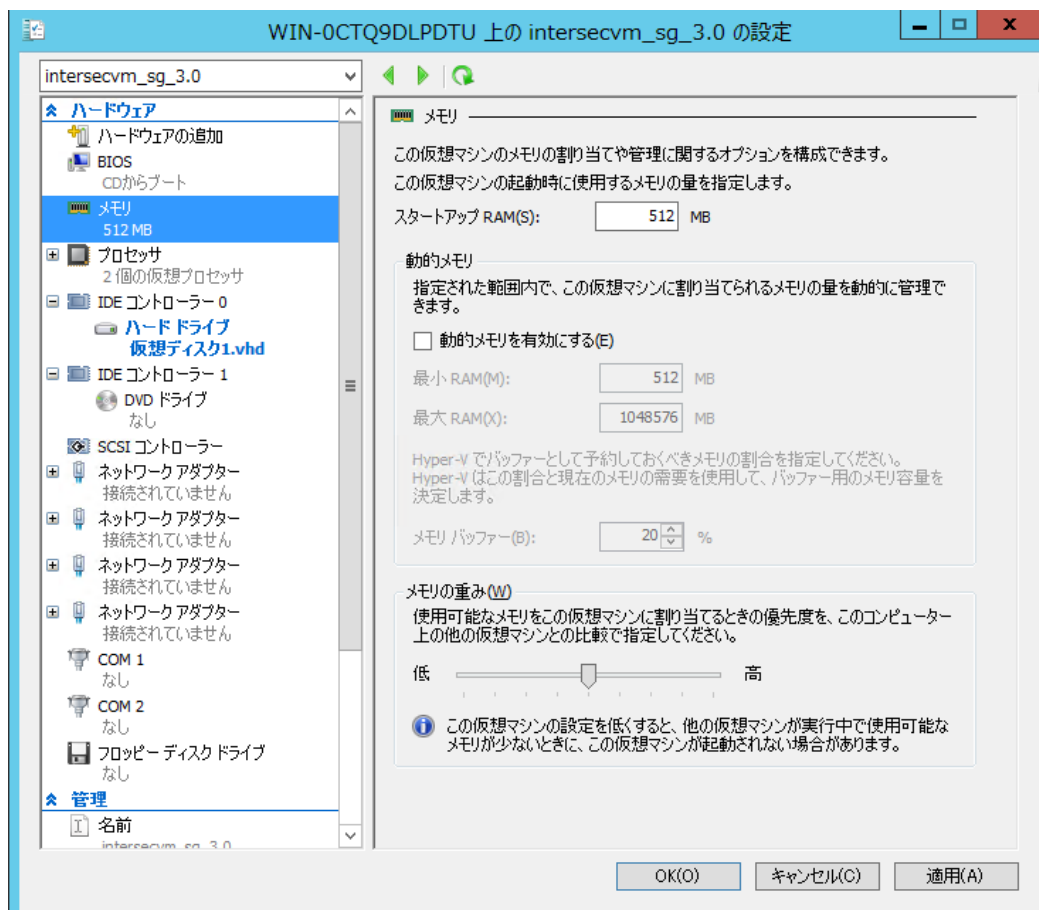 WIN-0CTQ9DLPDTU 上の intersecvm_sg_3.0 の設定
intersecvm_sg_3.0
ハードウェア
ハードウェアの追加
BIOS
CDからブート
メモリ
512 MB
プロセッサ
2 個の仮想プロセッサ
IDE コントローラー 0
ハード ドライブ
仮想ディスク1.vhd
IDE コントローラー 1
DVD ドライブ
なし
SCSI コントローラー
ネットワーク アダプター
接続されていません
ネットワーク アダプター
接続されていません
ネットワーク アダプター
接続されていません
ネットワーク アダプター
接続されていません
COM 1
なし
COM 2
なし
フロッピー ディスク ドライブ
なし
管理
名前
intersecvm_sg_3.0
メモリ
この仮想マシンのメモリの割り当てや管理に関するオプションを構成できます。
この仮想マシンの起動時に使用するメモリの量を指定します。
スタートアップ RAM(S): 512 MB
動的メモリ
指定された範囲内で、この仮想マシンに割り当てられるメモリの量を動的に管理で
きます。
動的メモリを有効にする(E)
最小 RAM(M): 512 MB
最大 RAM(X): 1048576 MB
Hyper-V でバッファーとして予約しておくべきメモリの割合を指定してください。
Hyper-V はこの割合と現在のメモリの需要を使用して、バッファー用のメモリ容量を
決定します。
メモリ バッファー(B): 20 %
メモリの重み(W)
使用可能なメモリをこの仮想マシンに割り当てるときの優先度を、このコンピューター
上の他の仮想マシンとの比較で指定してください。
低 高
この仮想マシンの設定を低くすると、他の仮想マシンが実行中で使用可能な
メモリが少ないときに、この仮想マシンが起動されない場合があります。
OK(O) キャンセル(C) 適用(A)